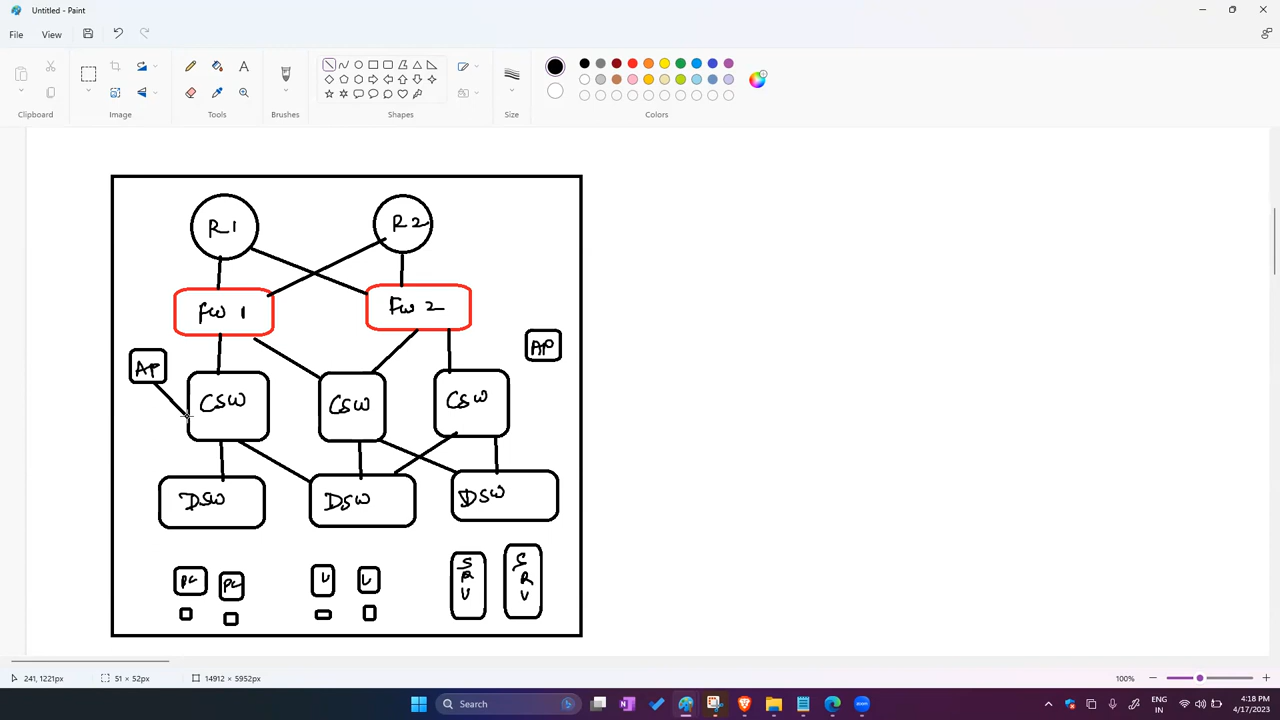 Untitled - Paint
File
View
Clipboard
Image
Tools
Brushes
Shapes
Size
Colors
R 1
R 2
FW 1
FW 2
AP
AP
CSW
CSW
CSW
DSW
DSW
DSW
PC
PC
U
U
SRV
SRV
241, 1221px
51 × 52px
14912 × 5952px
100%
Search
ENG
IN
4:18 PM
4/17/2023